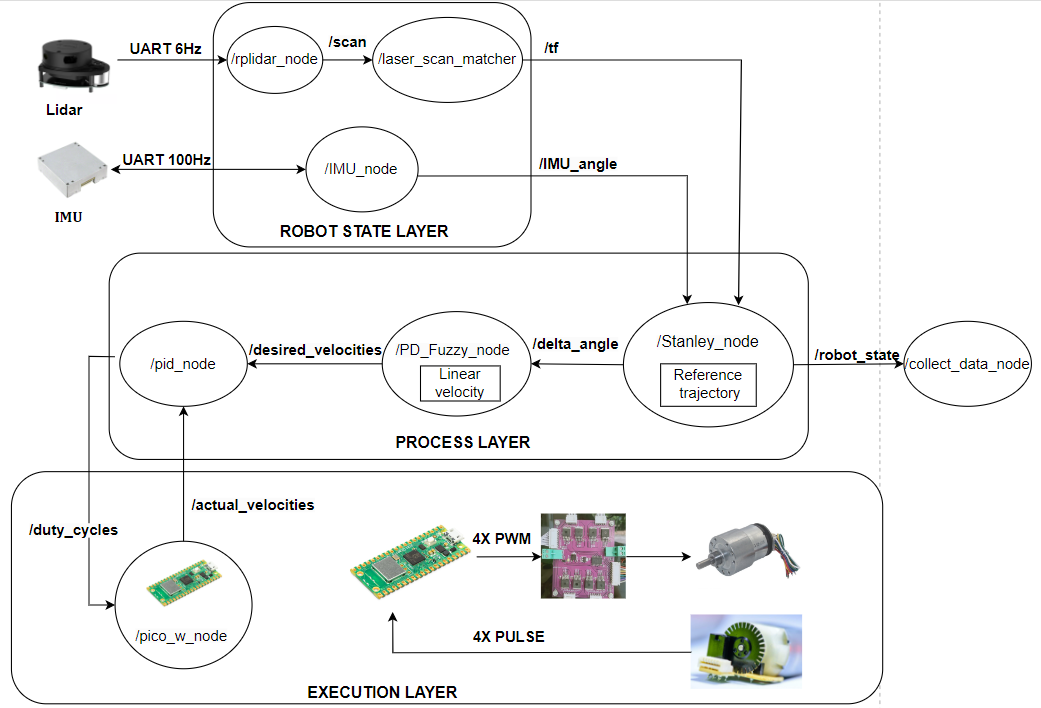 UART 6Hz
/scan
/tf
/rplidar_node
/laser_scan_matcher
Lidar
UART 100Hz
/IMU_node
/IMU_angle
IMU
ROBOT STATE LAYER
/pid_node
/desired_velocities
/PD_Fuzzy_node
Linear
velocity
/delta_angle
/Stanley_node
Reference
trajectory
/robot_state
/collect_data_node
PROCESS LAYER
/actual_velocities
/duty_cycles
4X PWM
/pico_w_node
4X PULSE
EXECUTION LAYER